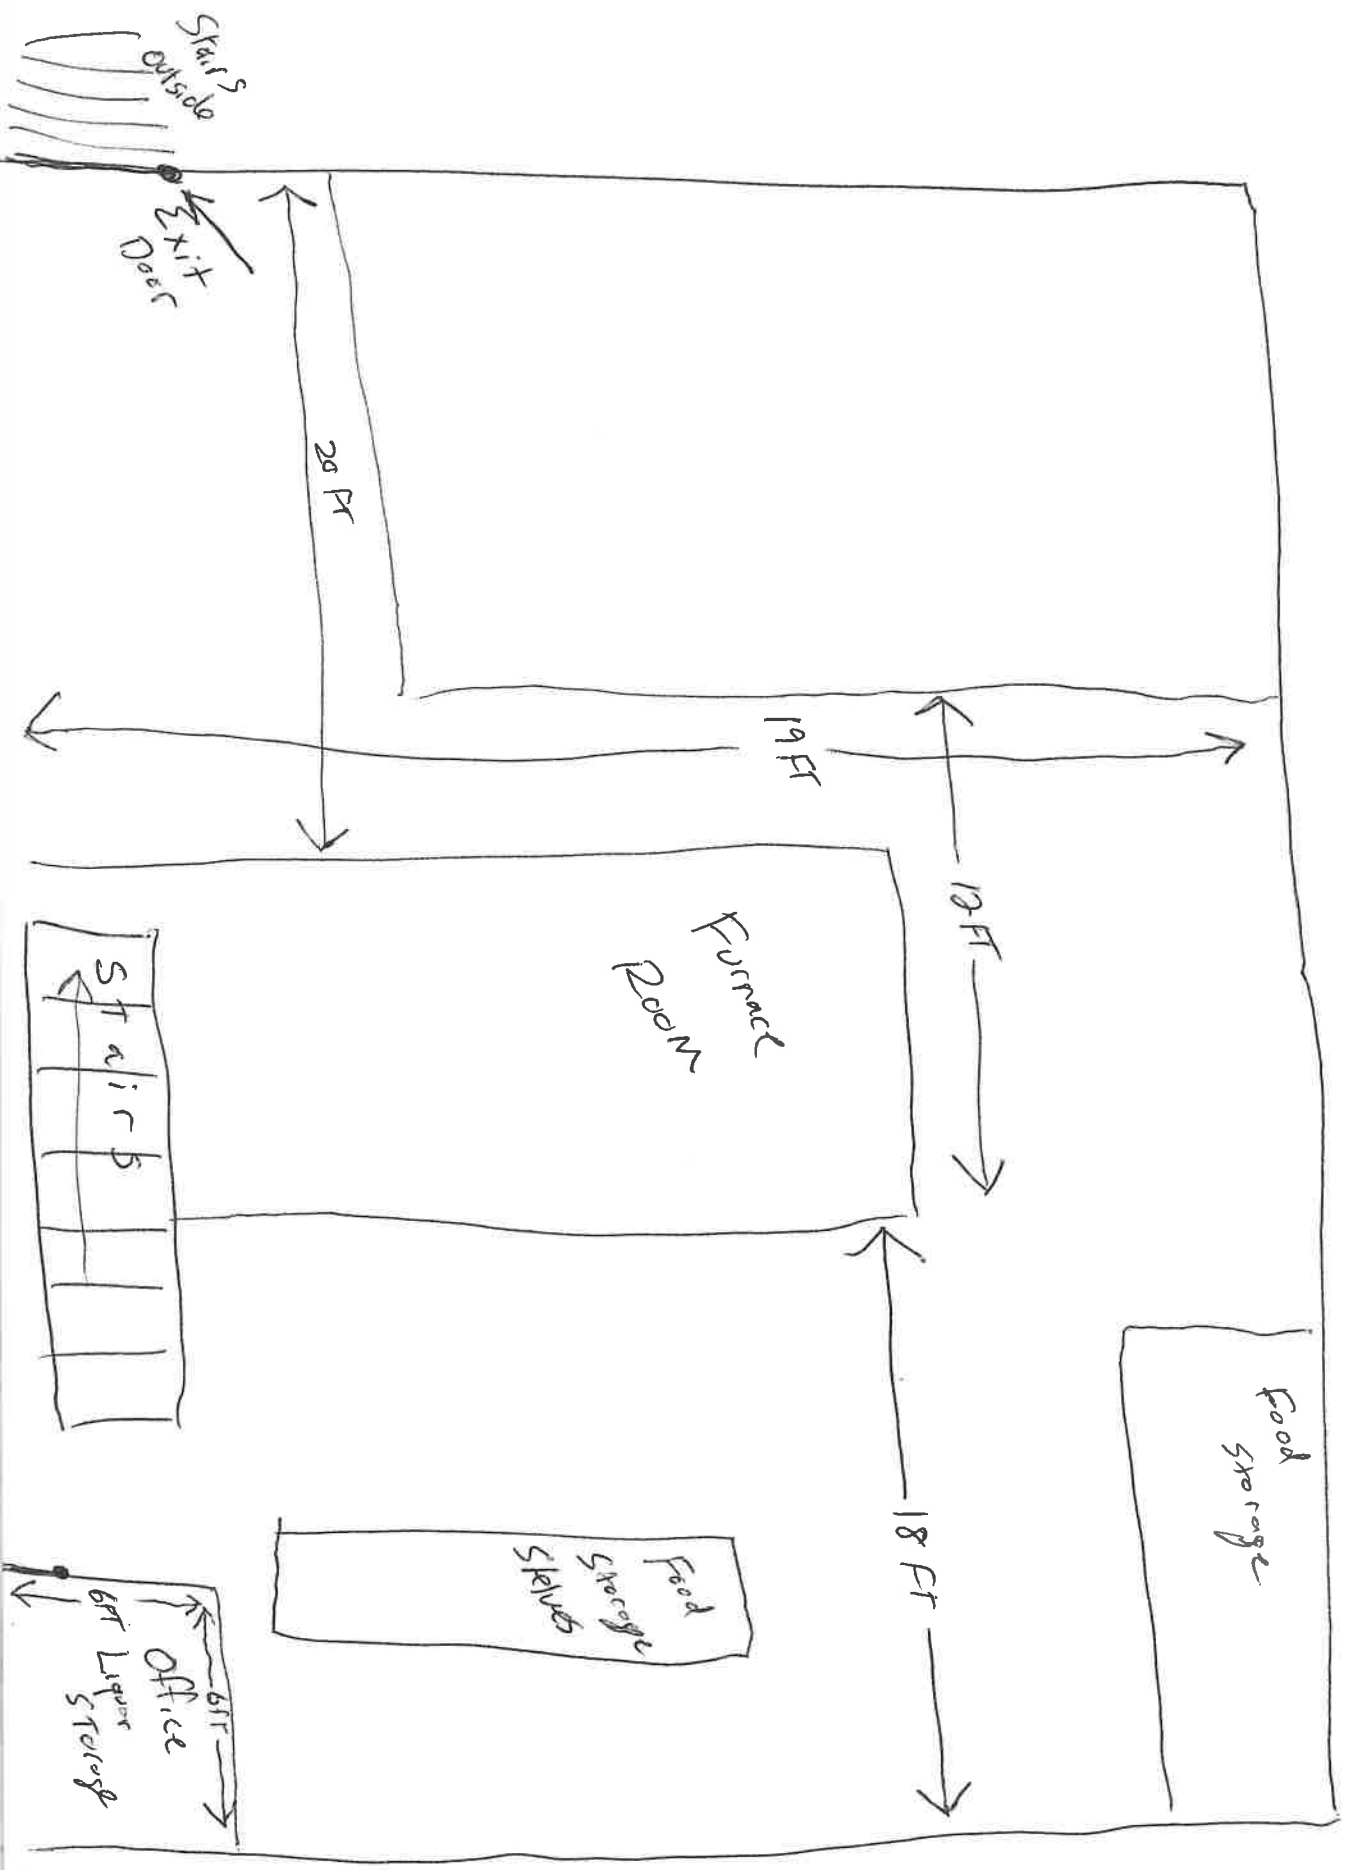 Stairs
outside
Exit
Door
20 Ft
19 FT
12 FT
Furnace
Room
Stairs
18 FT
Food
Storage
Food
Storage
Shelves
6FT
6FT
Office
Liquor
Storage